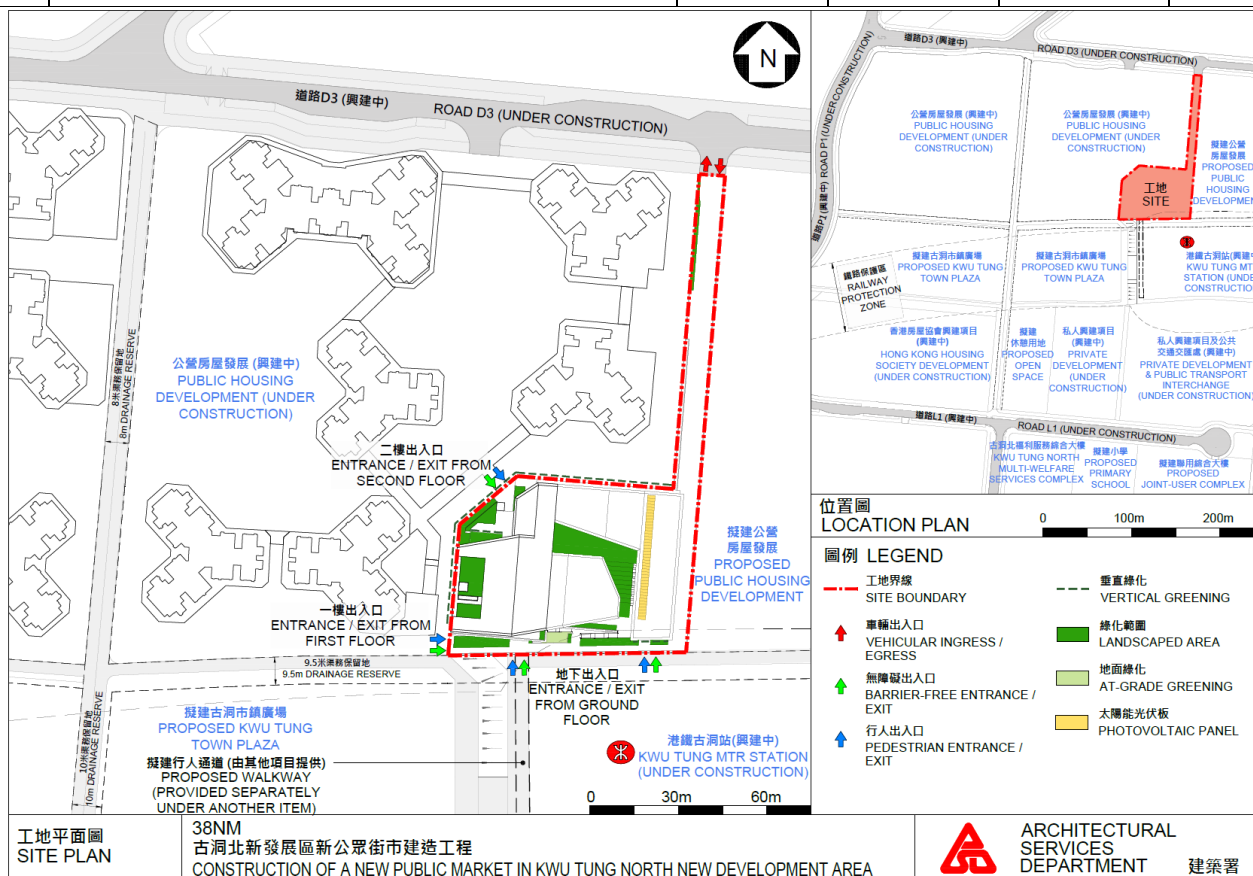 N
道路D3 (興建中)
ROAD D3 (UNDER CONSTRUCTION)
8米渠務保留地
8m DRAINAGE RESERVE
公營房屋發展 (興建中)
PUBLIC HOUSING
DEVELOPMENT (UNDER
CONSTRUCTION)
二樓出入口
ENTRANCE / EXIT FROM
SECOND FLOOR
擬建公營
房屋發展
PROPOSED
PUBLIC HOUSING
DEVELOPMENT
一樓出入口
ENTRANCE / EXIT FROM
FIRST FLOOR
9.5米渠務保留地
9.5m DRAINAGE RESERVE
地下出入口
ENTRANCE / EXIT
FROM GROUND
FLOOR
10米渠務保留地
10m DRAINAGE RESERVE
擬建古洞市鎮廣場
PROPOSED KWU TUNG
TOWN PLAZA
擬建行人通道 (由其他項目提供)
PROPOSED WALKWAY
(PROVIDED SEPARATELY
UNDER ANOTHER ITEM)
港鐵古洞站(興建中)
KWU TUNG MTR STATION
(UNDER CONSTRUCTION)
0 30m 60m
道路D3 (興建中)
ROAD D3 (UNDER CONSTRUCTION)
道路P1 (興建中) ROAD P1 (UNDER CONSTRUCTION)
公營房屋發展 (興建中)
PUBLIC HOUSING
DEVELOPMENT (UNDER
CONSTRUCTION)
公營房屋發展 (興建中)
PUBLIC HOUSING
DEVELOPMENT (UNDER
CONSTRUCTION)
擬建公營
房屋發展
PROPOSED
PUBLIC
HOUSING
DEVELOPMEN
工地
SITE
鐵路保護區
RAILWAY
PROTECTION
ZONE
擬建古洞市鎮廣場
PROPOSED KWU TUNG
TOWN PLAZA
擬建古洞市鎮廣場
PROPOSED KWU TUNG
TOWN PLAZA
港鐵古洞站(興建中
KWU TUNG MT
STATION (UNDE
CONSTRUCTIO
香港房屋協會興建項目
(興建中)
HONG KONG HOUSING
SOCIETY DEVELOPMENT
(UNDER CONSTRUCTION)
擬建
休憩用地
PROPOSED
OPEN
SPACE
私人興建項目
(興建中)
PRIVATE
DEVELOPMENT
(UNDER
CONSTRUCTION)
私人興建項目及公共
交通交匯處 (興建中)
PRIVATE DEVELOPMENT
& PUBLIC TRANSPORT
INTERCHANGE
(UNDER CONSTRUCTION)
道路L1 (興建中)
ROAD L1 (UNDER CONSTRUCTION)
古洞北福利服務綜合大樓
KWU TUNG NORTH
MULTI-WELFARE
SERVICES COMPLEX
擬建小學
PROPOSED
PRIMARY
SCHOOL
擬建聯用綜合大樓
PROPOSED
JOINT-USER COMPLEX
位置圖
LOCATION PLAN
0 100m 200m
圖例 LEGEND
工地界線
SITE BOUNDARY
車輛出入口
VEHICULAR INGRESS /
EGRESS
無障礙出入口
BARRIER-FREE ENTRANCE /
EXIT
行人出入口
PEDESTRIAN ENTRANCE /
EXIT
垂直綠化
VERTICAL GREENING
綠化範圍
LANDSCAPED AREA
地面綠化
AT-GRADE GREENING
太陽能光伏板
PHOTOVOLTAIC PANEL
工地平面圖
SITE PLAN
38NM
古洞北新發展區新公眾街市建造工程
CONSTRUCTION OF A NEW PUBLIC MARKET IN KWU TUNG NORTH NEW DEVELOPMENT AREA
ARCHITECTURAL
SERVICES
DEPARTMENT 建築署